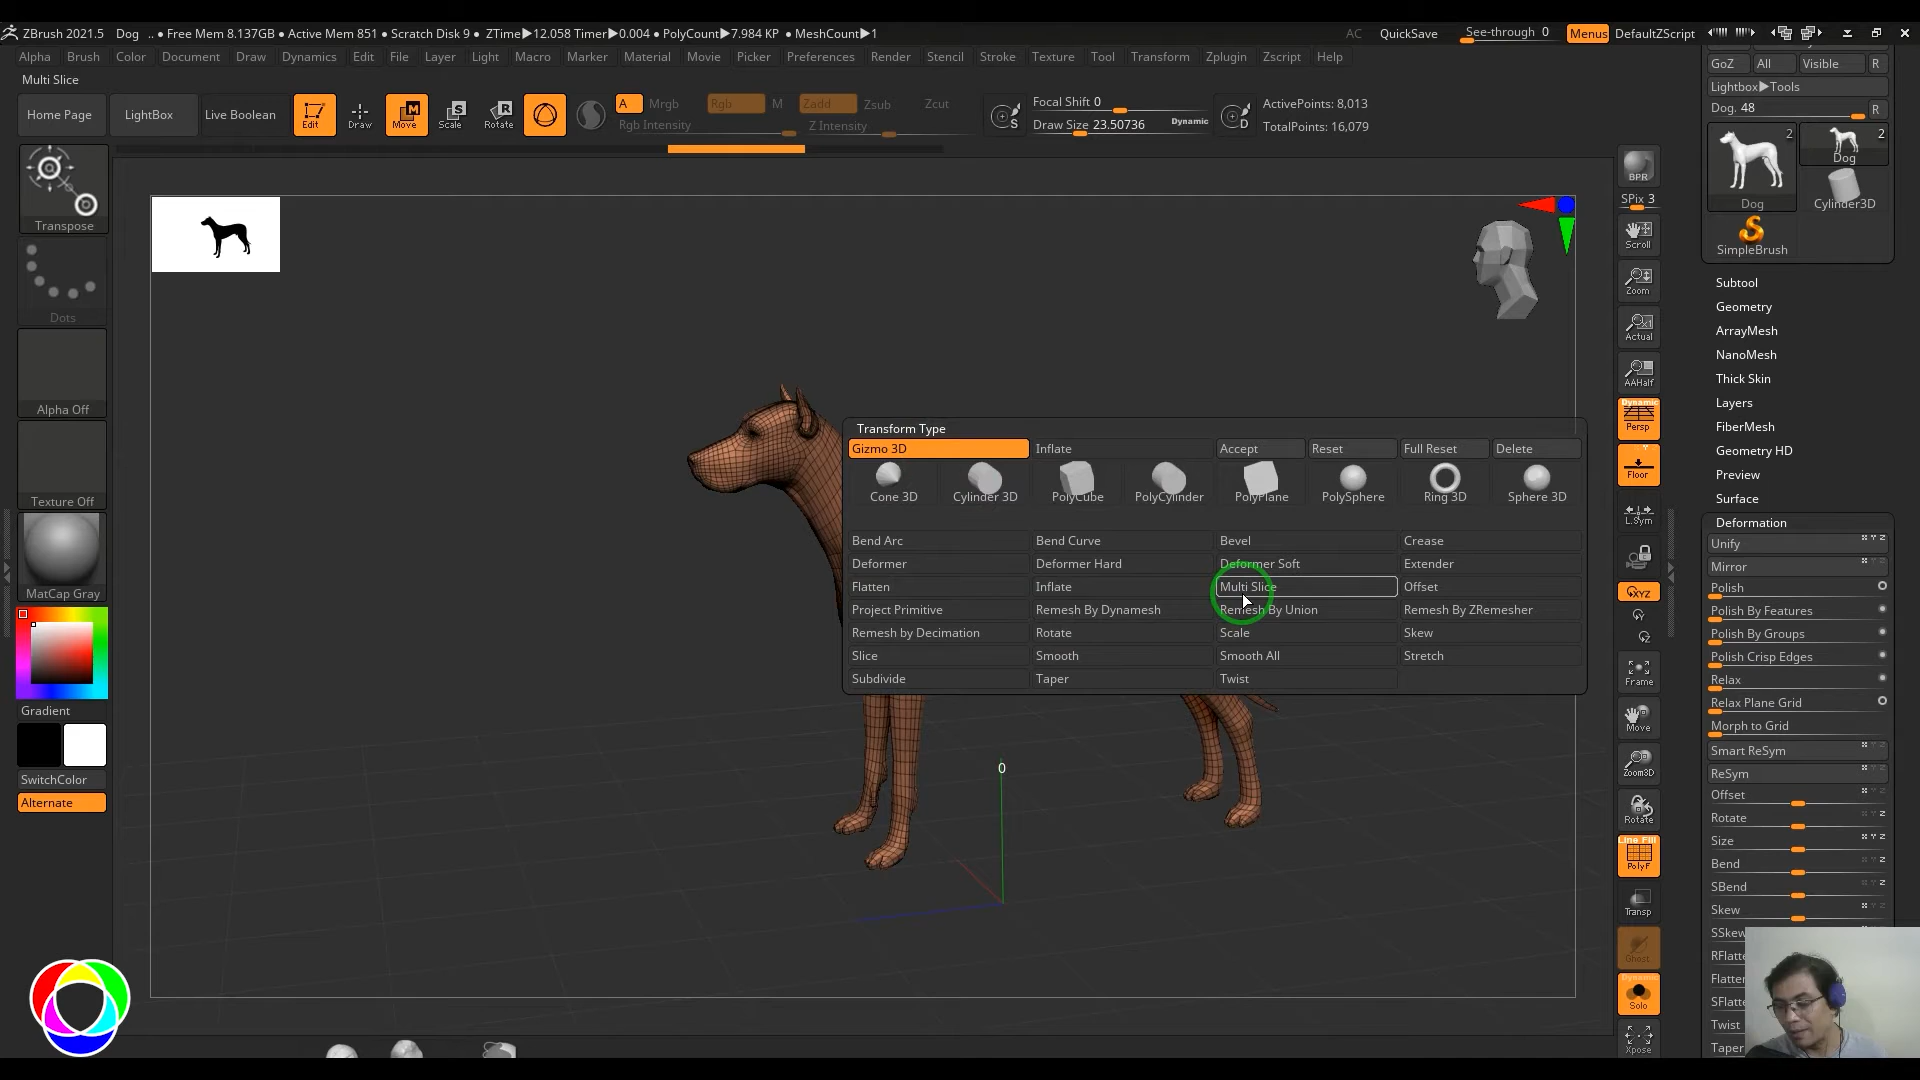 ZBrush 2021.5 Dog .. • Free Mem 8.137GB • Active Mem 851 • Scratch Disk 9 • ZTime▶12.058 Timer▶0.004 • PolyCount▶7.984 KP • MeshCount▶1
AC QuickSave See-through 0 Menus DefaultZScript
Alpha Brush Color Document Draw Dynamics Edit File Layer Light Macro Marker Material Movie Picker Preferences Render Stencil Stroke Texture Tool Transform Zplugin Zscript Help
Multi Slice
Home Page LightBox Live Boolean Edit Draw Move Scale Rotate
A Mrgb Rgb M Zadd Zsub Zcut
Rgb Intensity Z Intensity
S Focal Shift 0
Draw Size 23.50736 Dynamic
D ActivePoints: 8,013
TotalPoints: 16,079
Transpose
Dots
Alpha Off
Texture Off
MatCap Gray
Gradient
SwitchColor
Alternate
Transform Type
Gizmo 3D Inflate Accept Reset Full Reset Delete
Cone 3D Cylinder 3D PolyCube PolyCylinder PolyPlane PolySphere Ring 3D Sphere 3D
Bend Arc Bend Curve Bevel Crease
Deformer Deformer Hard Deformer Soft Extender
Flatten Inflate Multi Slice Offset
Project Primitive Remesh By Dynamesh Remesh By Union Remesh By ZRemesher
Remesh by Decimation Rotate Scale Skew
Slice Smooth Smooth All Stretch
Subdivide Taper Twist
0
BPR
SPix 3
Scroll
Zoom
Actual
AAHalf
Dynamic
Persp
Floor
L.Sym
XYZ
Y
Z
Frame
Move
Zoom3D
Rotate
Line Fill
PolyF
Transp
Ghost
Dynamic
Solo
Xpose
GoZ All Visible R
Lightbox▶Tools
Dog. 48 R
2 2
Dog
Dog Cylinder3D
SimpleBrush
Subtool
Geometry
ArrayMesh
NanoMesh
Thick Skin
Layers
FiberMesh
Geometry HD
Preview
Surface
Deformation
Unify
Mirror
Polish
Polish By Features
Polish By Groups
Polish Crisp Edges
Relax
Relax Plane Grid
Morph to Grid
Smart ReSym
ReSym
Offset
Rotate
Size
Bend
SBend
Skew
SSkew
RFlatte
Flatten
SFlatte
Twist
Taper